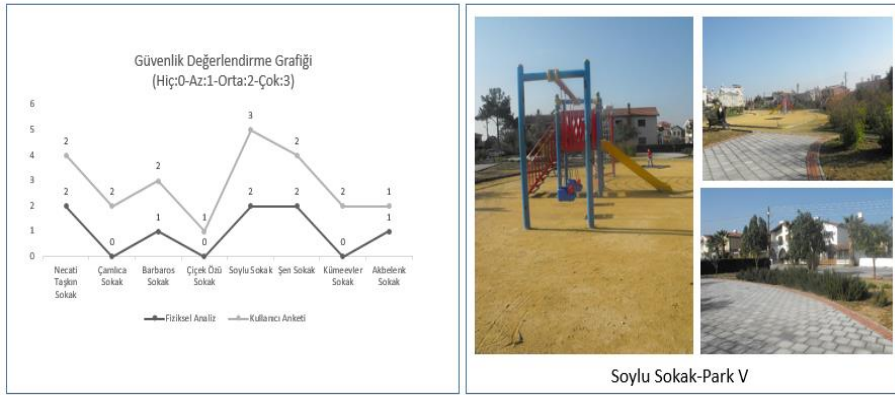 Güvenlik Değerlendirme Grafiği
(Hiç:0-Az:1-Orta:2-Çok:3)
6
5
4
3
2
1
0
2 2 2 1 3 2 2 1
2 0 1 0 2 2 0 1
Necati Taşkın Sokak
Çamlıca Sokak
Barbaros Sokak
Çiçek Özü Sokak
Soylu Sokak
Şen Sokak
Kümeevler Sokak
Akbelenk Sokak
Fiziksel Analiz
Kullanıcı Anketi
Soylu Sokak-Park V